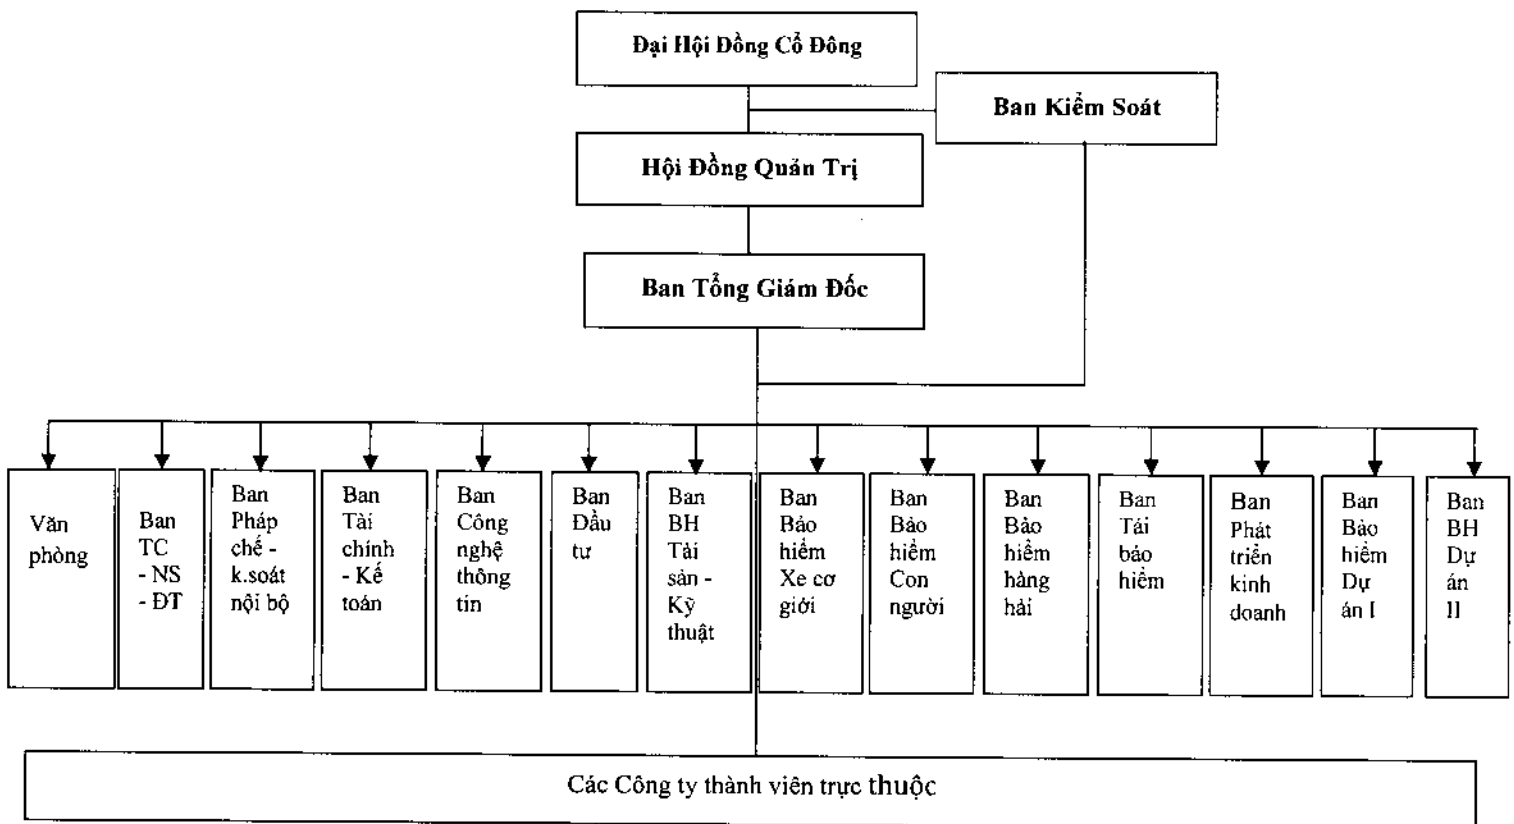 Đại Hội Đồng Cổ Đông
Ban Kiểm Soát
Hội Đồng Quản Trị
Ban Tổng Giám Đốc
Văn
phòng
Ban
TC
- NS
- ĐT
Ban
Pháp
chế -
k.soát
nội bộ
Ban
Tài
chính
- Kế
toán
Ban
Công
nghệ
thông
tin
Ban
Đầu
tư
Ban
BH
Tài
sản -
Kỹ
thuật
Ban
Bảo
hiểm
Xe cơ
giới
Ban
Bảo
hiểm
Con
người
Ban
Bảo
hiểm
hàng
hải
Ban
Tái
bảo
hiểm
Ban
Phát
triển
kinh
doanh
Ban
Bảo
hiểm
Dự
án I
Ban
BH
Dự
án
II
Các Công ty thành viên trực thuộc